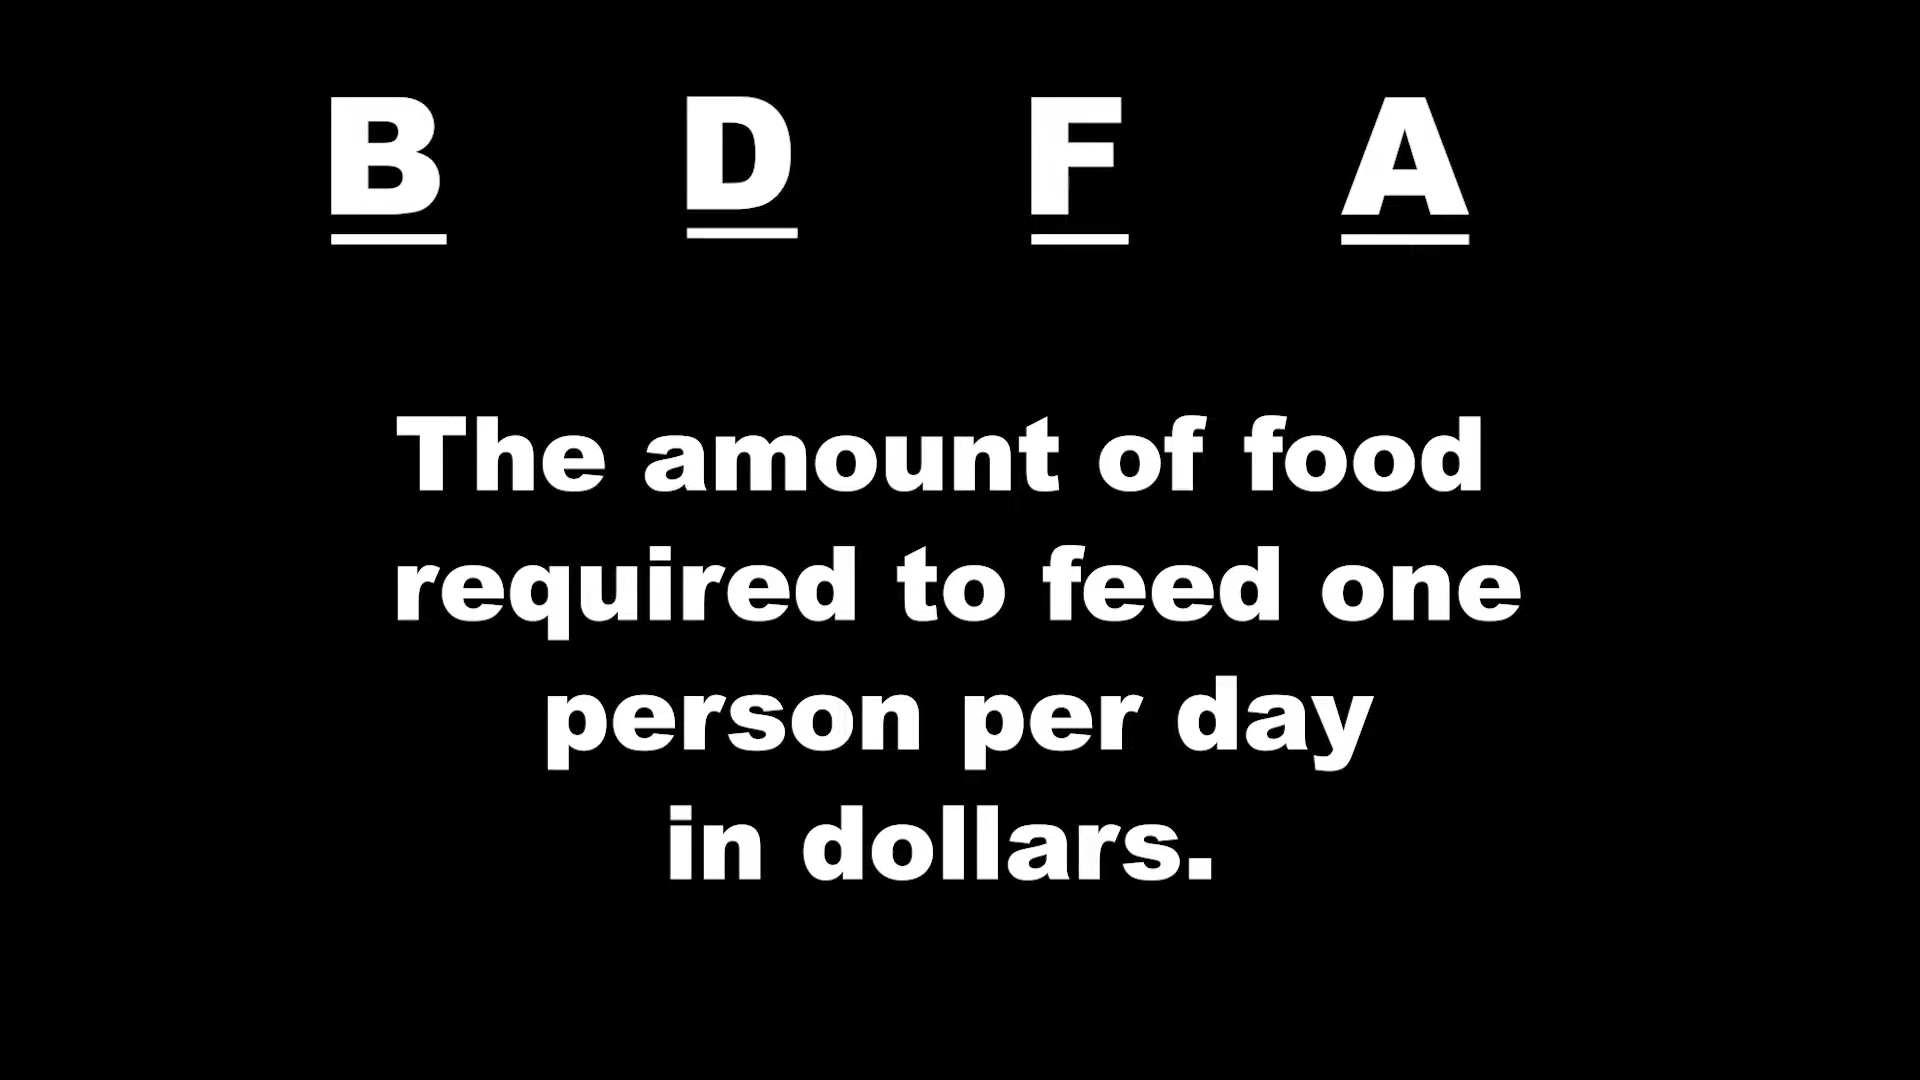 B D F A
The amount of food
required to feed one
person per day
in dollars.